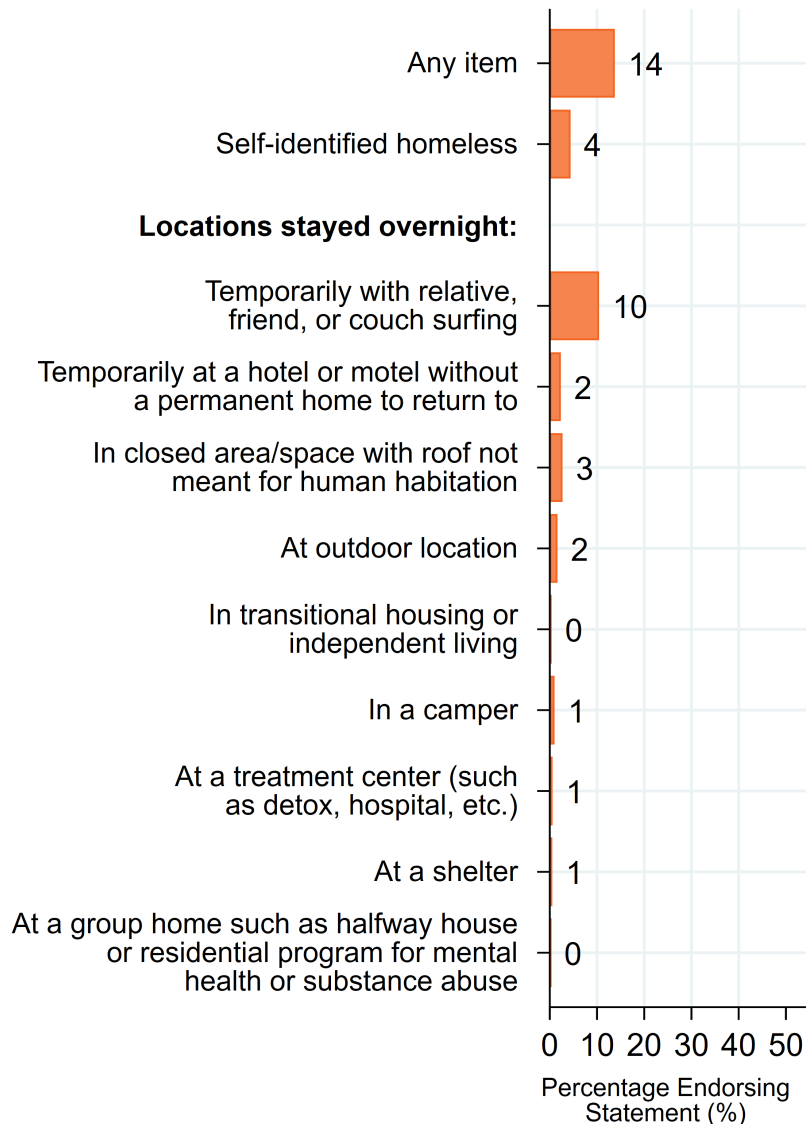 Any item
14
Self-identified homeless
4
Locations stayed overnight:
Temporarily with relative,
friend, or couch surfing
10
Temporarily at a hotel or motel without
a permanent home to return to
2
In closed area/space with roof not
meant for human habitation
3
At outdoor location
2
In transitional housing or
independent living
0
In a camper
1
At a treatment center (such
as detox, hospital, etc.)
1
At a shelter
1
At a group home such as halfway house
or residential program for mental
health or substance abuse
0
0 10 20 30 40 50
Percentage Endorsing
Statement (%)